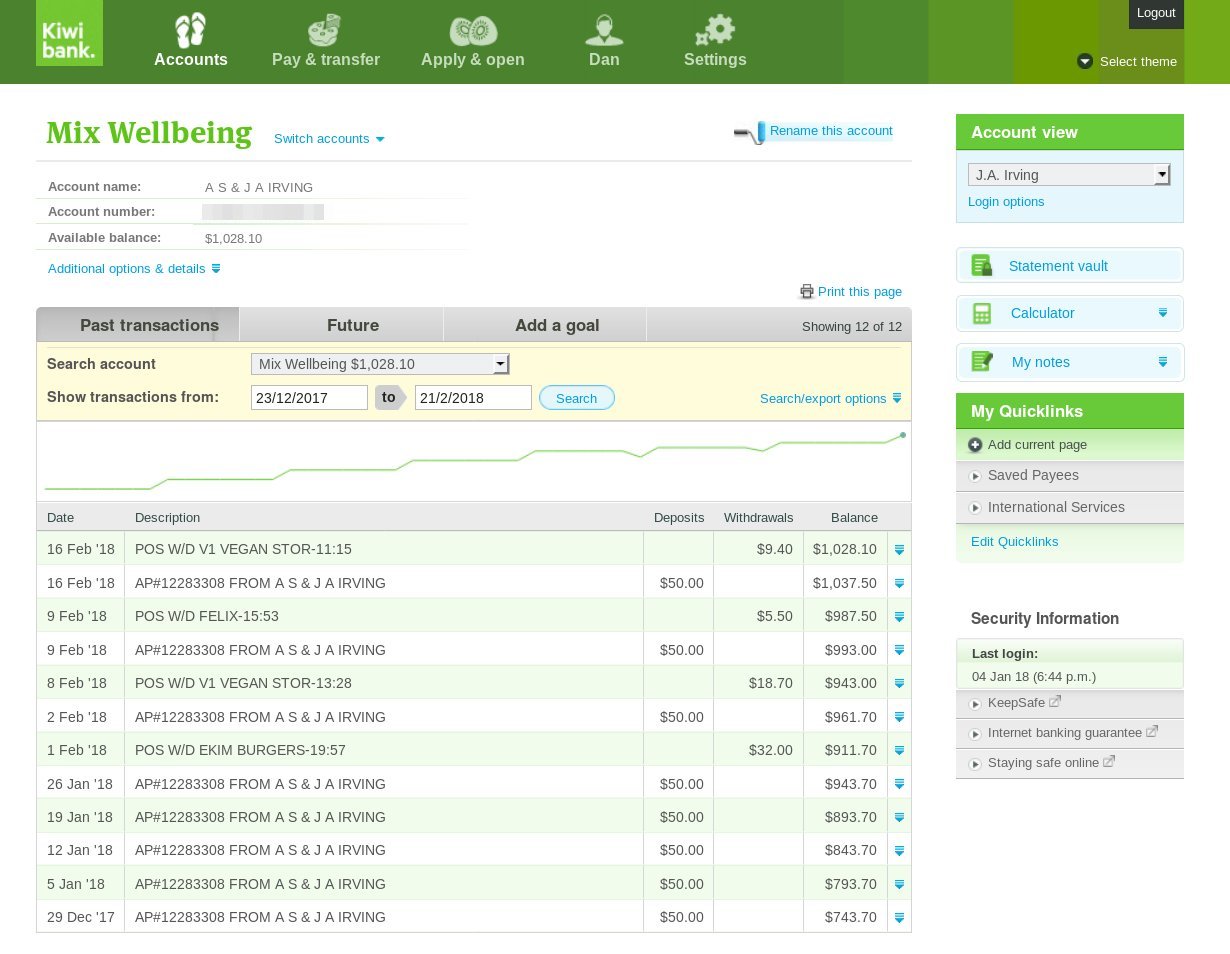 Kiwi
bank.
Accounts
Pay & transfer
Apply & open
Dan
Settings
Logout
Select theme
Mix Wellbeing
Switch accounts
Rename this account
Account name: A S & J A IRVING
Account number:
Available balance: $1,028.10
Additional options & details
Print this page
Past transactions Future Add a goal Showing 12 of 12
Search account Mix Wellbeing $1,028.10
Show transactions from: 23/12/2017 to 21/2/2018 Search Search/export options
Date Description Deposits Withdrawals Balance
16 Feb '18 POS W/D V1 VEGAN STOR-11:15 $9.40 $1,028.10
16 Feb '18 AP#12283308 FROM A S & J A IRVING $50.00 $1,037.50
9 Feb '18 POS W/D FELIX-15:53 $5.50 $987.50
9 Feb '18 AP#12283308 FROM A S & J A IRVING $50.00 $993.00
8 Feb '18 POS W/D V1 VEGAN STOR-13:28 $18.70 $943.00
2 Feb '18 AP#12283308 FROM A S & J A IRVING $50.00 $961.70
1 Feb '18 POS W/D EKIM BURGERS-19:57 $32.00 $911.70
26 Jan '18 AP#12283308 FROM A S & J A IRVING $50.00 $943.70
19 Jan '18 AP#12283308 FROM A S & J A IRVING $50.00 $893.70
12 Jan '18 AP#12283308 FROM A S & J A IRVING $50.00 $843.70
5 Jan '18 AP#12283308 FROM A S & J A IRVING $50.00 $793.70
29 Dec '17 AP#12283308 FROM A S & J A IRVING $50.00 $743.70
Account view
J.A. Irving
Login options
Statement vault
Calculator
My notes
My Quicklinks
Add current page
Saved Payees
International Services
Edit Quicklinks
Security Information
Last login:
04 Jan 18 (6:44 p.m.)
KeepSafe
Internet banking guarantee
Staying safe online